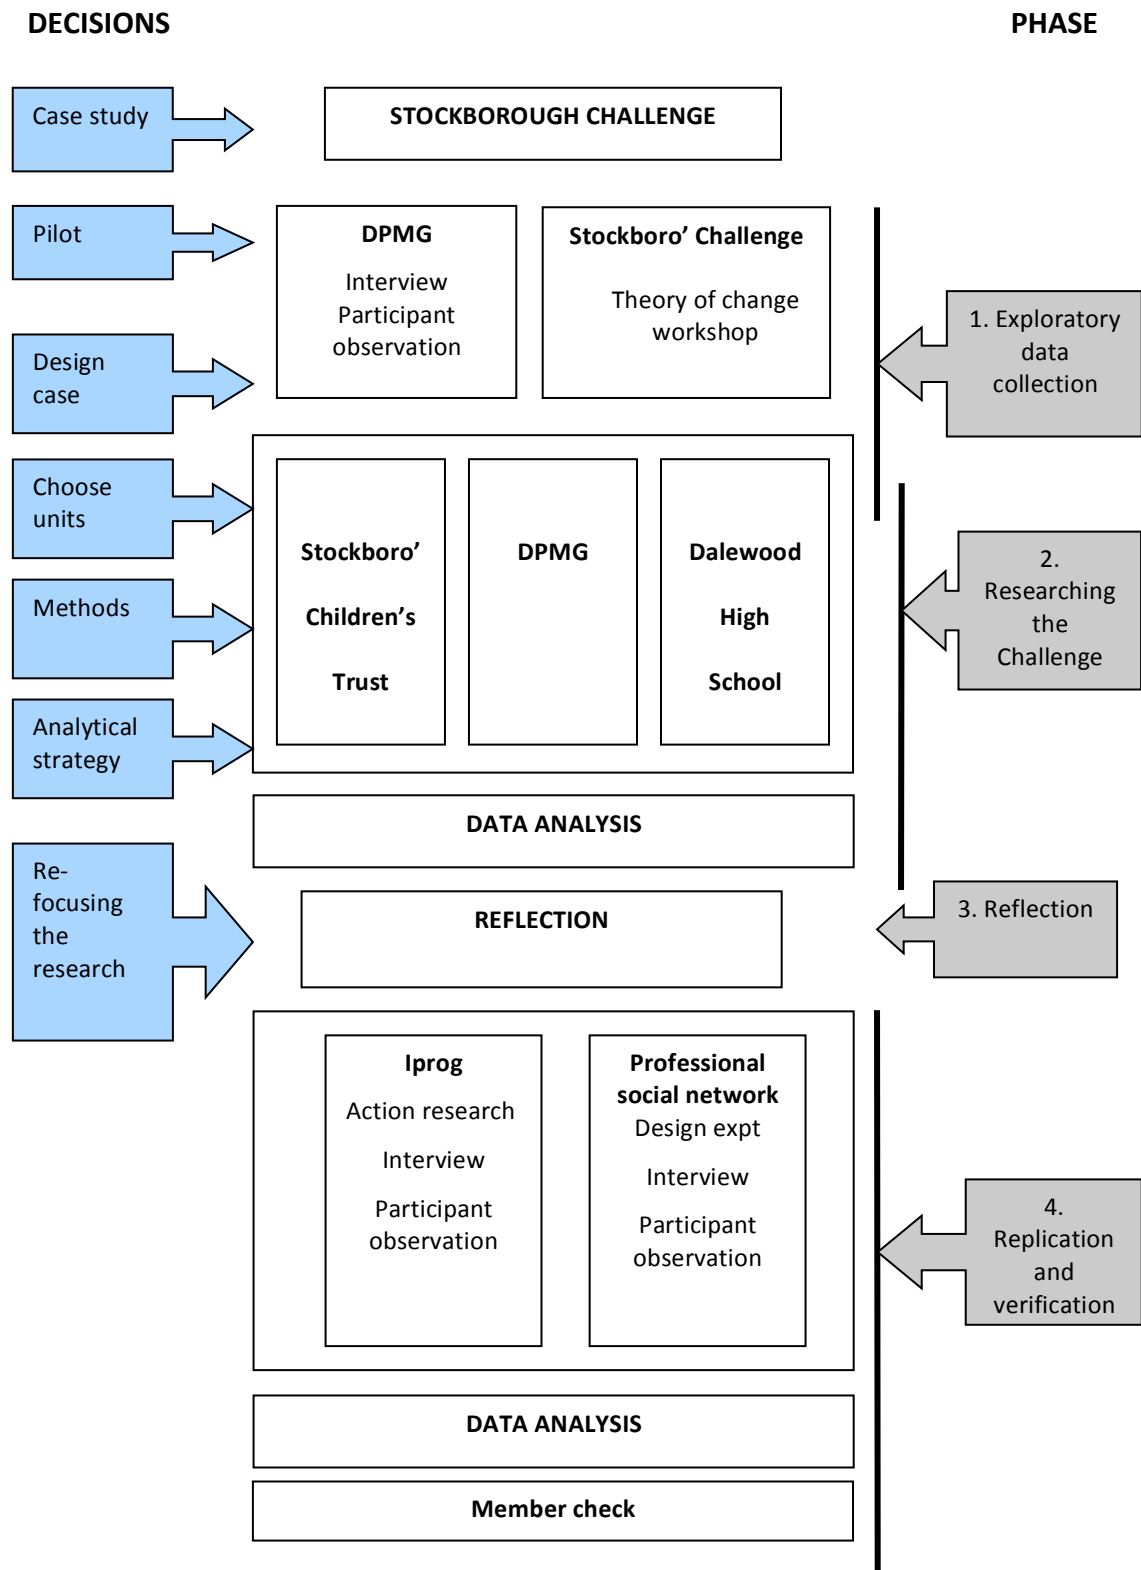 DECISIONS
PHASE
Case study
STOCKBOROUGH CHALLENGE
Pilot
DPMG
Interview
Participant
observation
Stockboro’ Challenge
Theory of change
workshop
1. Exploratory
data
collection
Design
case
Choose
units
Stockboro’
Children’s
Trust
DPMG
Dalewood
High
School
2.
Researching
the
Challenge
Methods
Analytical
strategy
DATA ANALYSIS
Re-
focusing
the
research
REFLECTION
3. Reflection
Iprog
Action research
Interview
Participant
observation
Professional
social network
Design expt
Interview
Participant
observation
4.
Replication
and
verification
DATA ANALYSIS
Member check